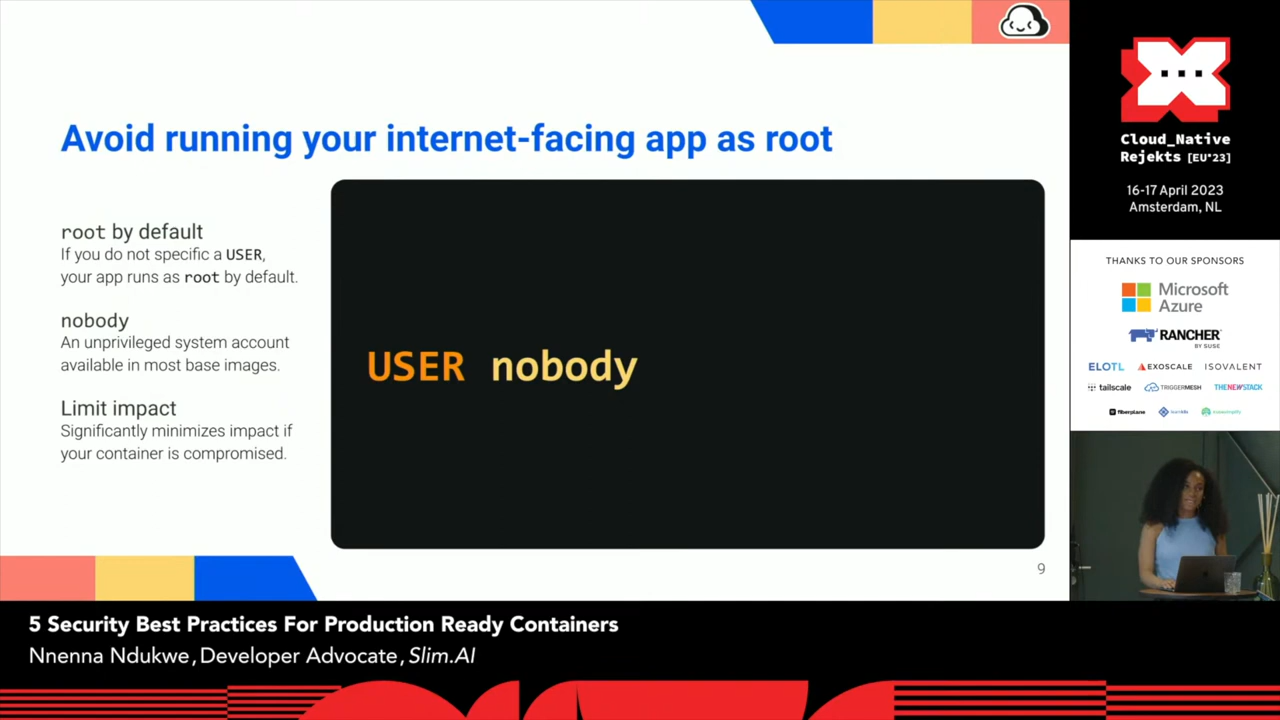 Avoid running your internet-facing app as root
root by default
If you do not specific a USER,
your app runs as root by default.
nobody
An unprivileged system account
available in most base images.
Limit impact
Significantly minimizes impact if
your container is compromised.
USER nobody
9
Cloud_Native
Rejekts [EU*23]
16-17 April 2023
Amsterdam, NL
THANKS TO OUR SPONSORS
Microsoft
Azure
RANCHER
BY SUSE
ELOTL EXOSCALE ISOVALENT
tailscale TRIGGERMESH THENEWSTACK
fiberplane
5 Security Best Practices For Production Ready Containers
Nnenna Ndukwe, Developer Advocate, Slim.AI